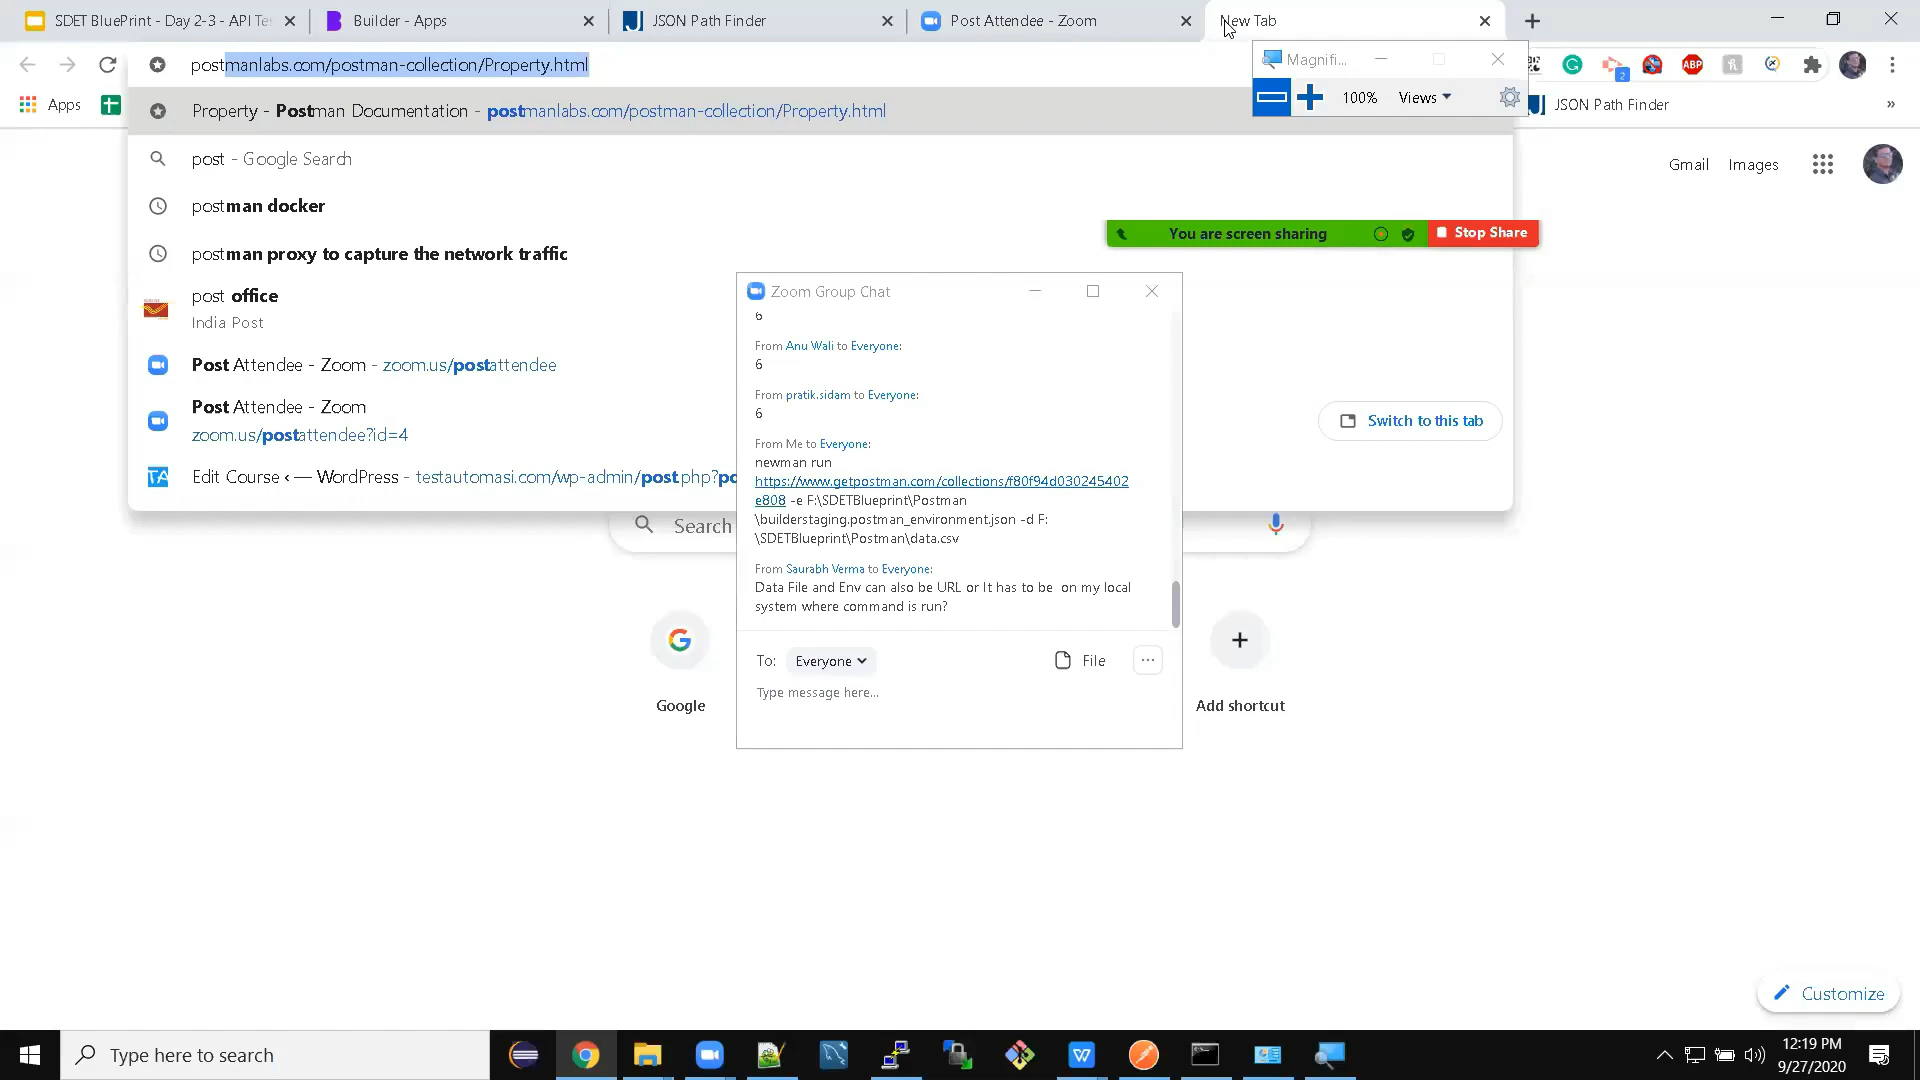 SDET BluePrint - Day 2-3 - API Te
Builder - Apps
JSON Path Finder
Post Attendee - Zoom
New Tab
postmanlabs.com/postman-collection/Property.html
Magnifi...
100%
Views
Apps
JSON Path Finder
»
Property - Postman Documentation - postmanlabs.com/postman-collection/Property.html
post - Google Search
postman docker
postman proxy to capture the network traffic
post office
India Post
Post Attendee - Zoom - zoom.us/postattendee
Post Attendee - Zoom
zoom.us/postattendee?id=4
Switch to this tab
Edit Course ‹ — WordPress - testautomasi.com/wp-admin/post.php?po
Gmail
Images
ABP
2
You are screen sharing
Stop Share
Zoom Group Chat
6
From Anu Wali to Everyone:
6
From pratik.sidam to Everyone:
6
From Me to Everyone:
newman run
https://www.getpostman.com/collections/f80f94d030245402
e808 -e F:\SDETBlueprint\Postman
\builderstaging.postman_environment.json -d F:
\SDETBlueprint\Postman\data.csv
From Saurabh Verma to Everyone:
Data File and Env can also be URL or It has to be on my local
system where command is run?
To: Everyone
File
Type message here...
Search
Google
Add shortcut
Customize
Type here to search
12:19 PM
9/27/2020